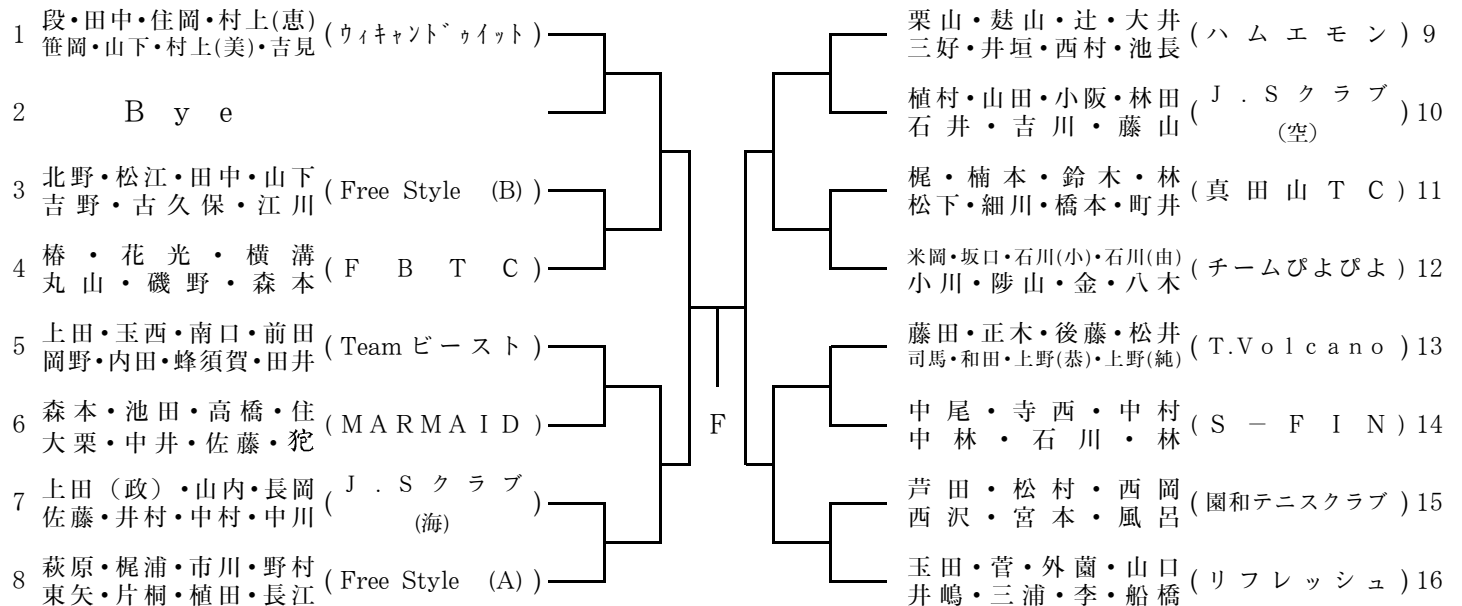 1 段・田中・住岡・村上(恵) (ウィキャンドゥイット)
笹岡・山下・村上(美)・吉見
2 Bye
3 北野・松江・田中・山下 (Free Style (B))
吉野・古久保・江川
4 椿・花光・横溝 (FBTC)
丸山・磯野・森本
5 上田・玉西・南口・前田 (Teamビースト)
岡野・内田・蜂須賀・田井
6 森本・池田・高橋・住 (MARMAID)
大栗・中井・佐藤・狁
7 上田(政)・山内・長岡 (J.Sクラブ(海))
佐藤・井村・中村・中川
8 萩原・梶浦・市川・野村 (Free Style (A))
東矢・片桐・植田・長江
F
栗山・麸山・辻・大井 (ハムエモン) 9
三好・井垣・西村・池長
植村・山田・小阪・林田 (J.Sクラブ(空)) 10
石井・吉川・藤山
梶・楠本・鈴木・林 (真田山TC) 11
松下・細川・橋本・町井
米岡・坂口・石川(小)・石川(由) (チームぴよぴよ) 12
小川・陟山・金・八木
藤田・正木・後藤・松井 (T.Volcano) 13
司馬・和田・上野(恭)・上野(純)
中尾・寺西・中村 (S-FIN) 14
中林・石川・林
芦田・松村・西岡 (園和テニスクラブ) 15
西沢・宮本・風呂
玉田・菅・外薗・山口 (リフレッシュ) 16
井嶋・三浦・李・船橋